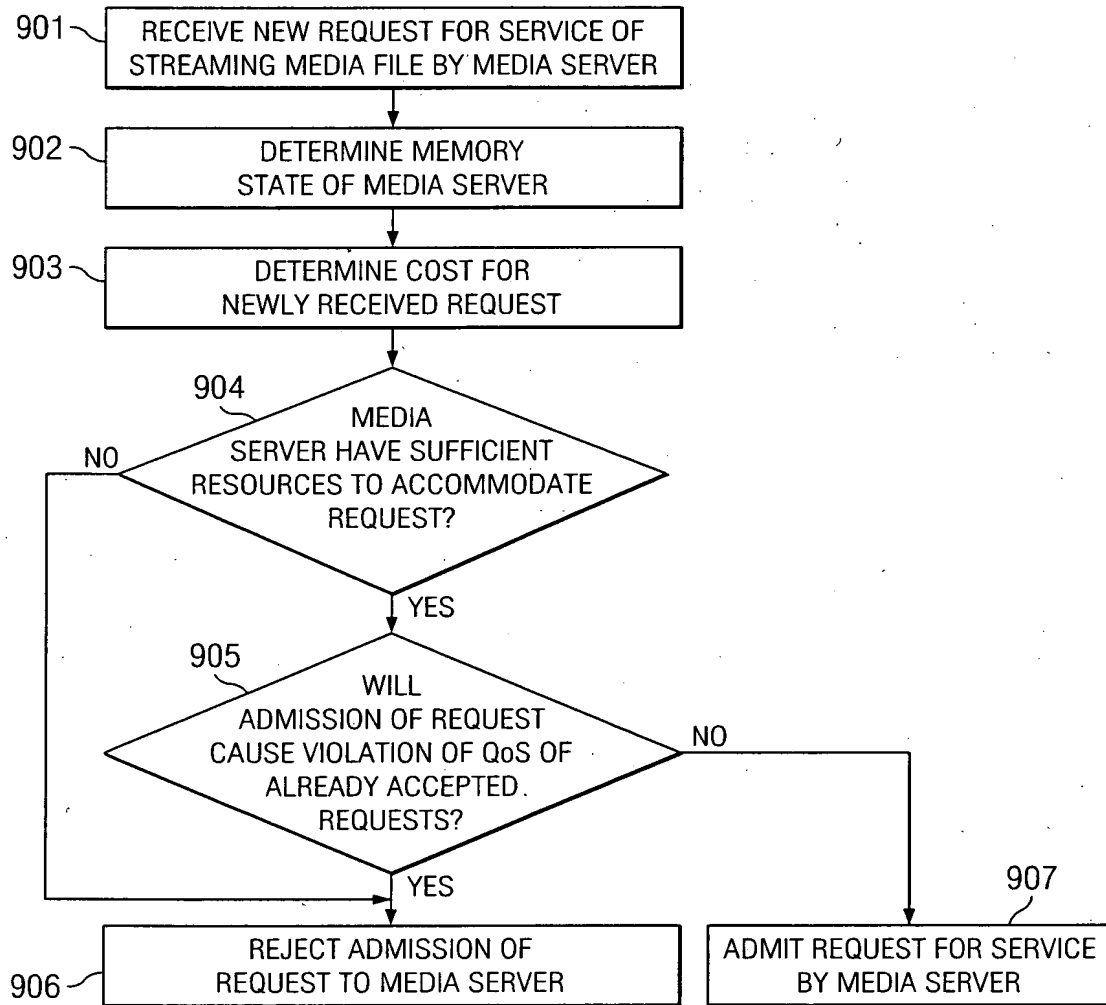 901
RECEIVE NEW REQUEST FOR SERVICE OF
STREAMING MEDIA FILE BY MEDIA SERVER
902
DETERMINE MEMORY
STATE OF MEDIA SERVER
903
DETERMINE COST FOR
NEWLY RECEIVED REQUEST
904
MEDIA
SERVER HAVE SUFFICIENT
RESOURCES TO ACCOMMODATE
REQUEST?
NO
YES
905
WILL
ADMISSION OF REQUEST
CAUSE VIOLATION OF QoS OF
ALREADY ACCEPTED
REQUESTS?
NO
YES
906
REJECT ADMISSION OF
REQUEST TO MEDIA SERVER
907
ADMIT REQUEST FOR SERVICE
BY MEDIA SERVER